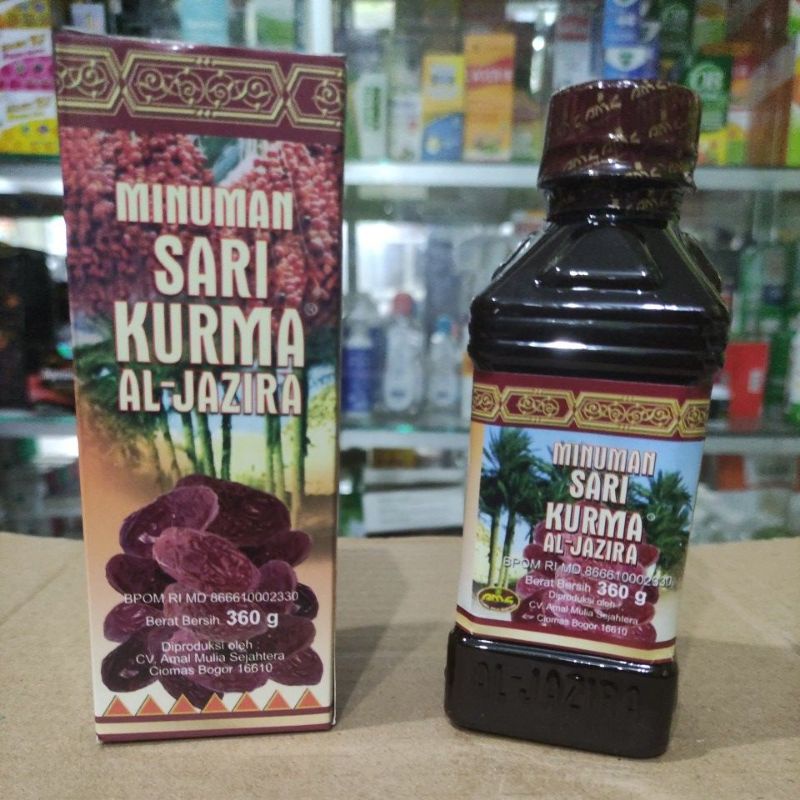 MINUMAN
SARI
KURMA®
AL-JAZIRA
BPOM RI MD 866610002330
Berat Bersih 360 g
Diproduksi oleh
CV. Amal Mulia Sejahtera
Ciomas Bogor 16610
AMS
MINUMAN
SARI
KURMA®
AL-JAZIRA
BPOM RI MD 866610002330
Berat Bersih 360 g
Diproduksi oleh
CV. Amal Mulia Sejahtera
Ciomas Bogor 16610
AMS
AL-JAZIRA